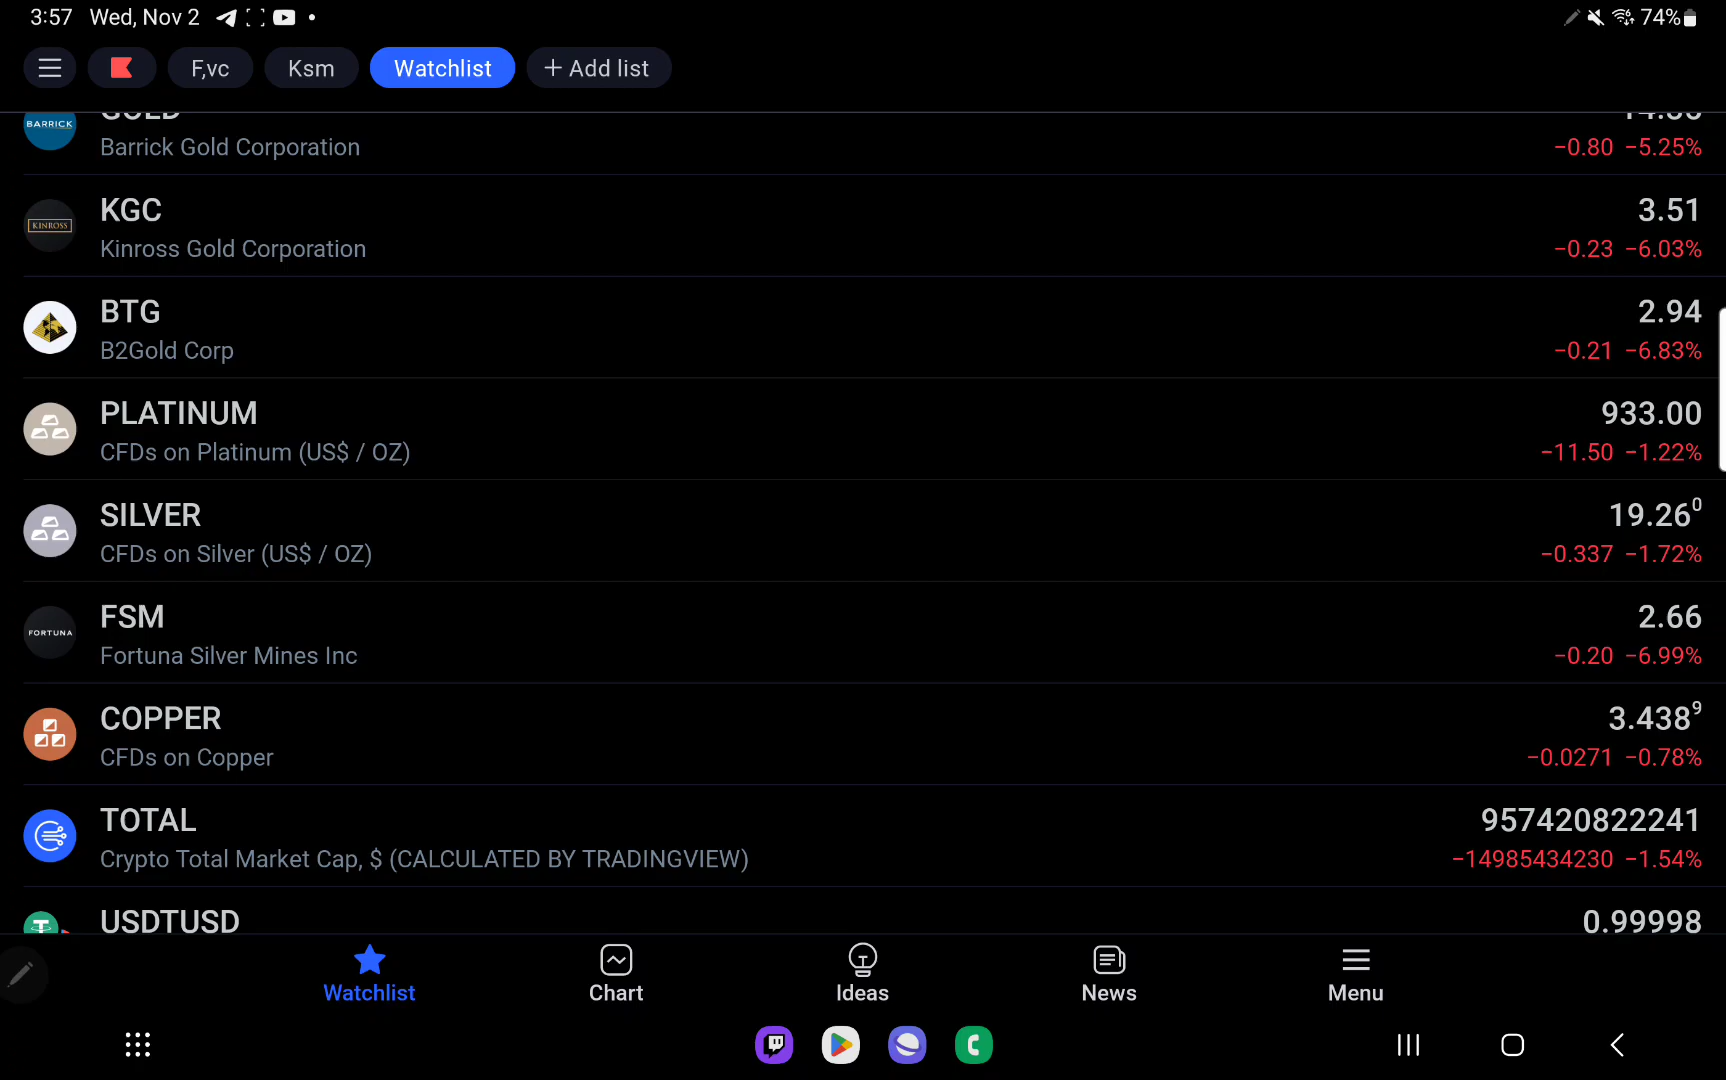 3:57 Wed, Nov 2
74%
F,vc
Ksm
Watchlist
+ Add list
BARRICK
GOLD
Barrick Gold Corporation
−0.80 −5.25%
KINROSS
KGC
3.51
Kinross Gold Corporation
−0.23 −6.03%
BTG
2.94
B2Gold Corp
−0.21 −6.83%
PLATINUM
933.00
CFDs on Platinum (US$ / OZ)
−11.50 −1.22%
SILVER
19.26⁰
CFDs on Silver (US$ / OZ)
−0.337 −1.72%
FORTUNA
FSM
2.66
Fortuna Silver Mines Inc
−0.20 −6.99%
COPPER
3.438⁹
CFDs on Copper
−0.0271 −0.78%
TOTAL
957420822241
Crypto Total Market Cap, $ (CALCULATED BY TRADINGVIEW)
−14985434230 −1.54%
USDTUSD
0.99998
Watchlist
Chart
Ideas
News
Menu